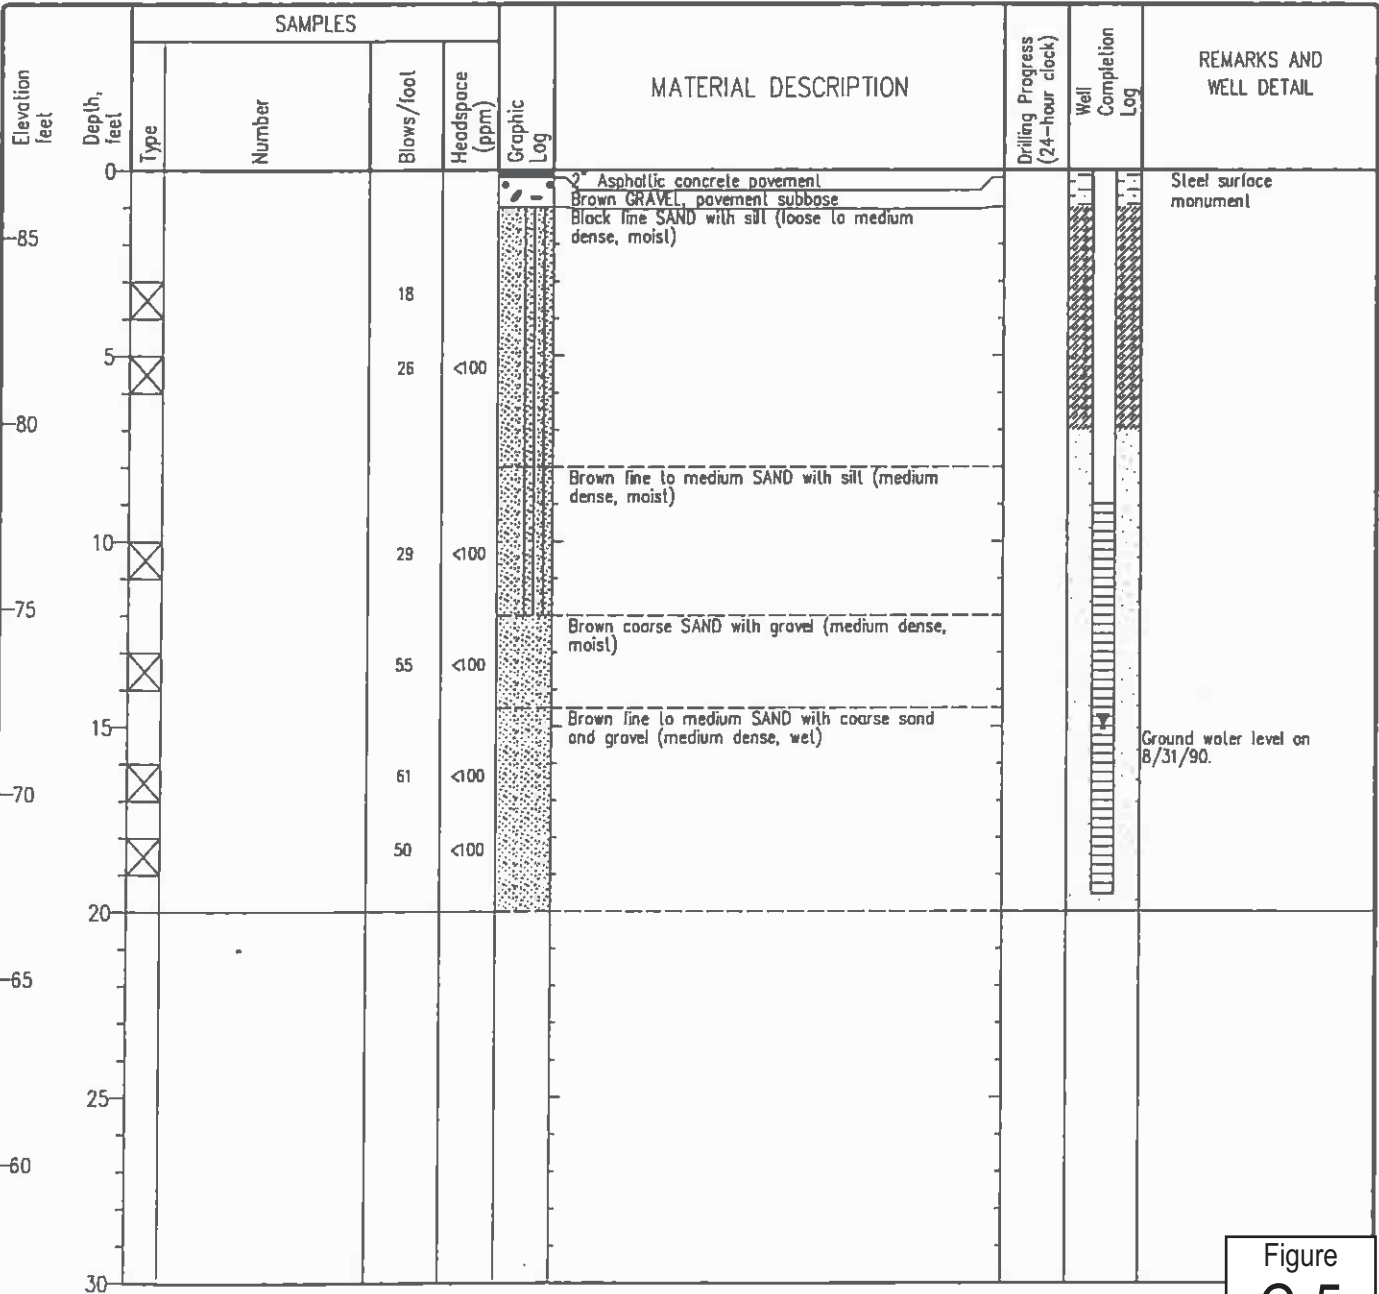 SAMPLES
Elevation
feet
Depth,
feet
Type
Number
Blows/foot
Headspace
(ppm)
Graphic
Log
MATERIAL DESCRIPTION
Drilling Progress
(24-hour clock)
Well
Completion
Log
REMARKS AND
WELL DETAIL
0
2" Asphaltic concrete pavement
Steel surface
monument
Brown GRAVEL, pavement subbase
Black fine SAND with silt (loose to medium
dense, moist)
85
18
5
26 <100
80
Brown fine to medium SAND with silt (medium
dense, moist)
10
29 <100
75
Brown coarse SAND with gravel (medium dense,
moist)
55 <100
Brown fine to medium SAND with coarse sand
and gravel (medium dense, wet)
15
Ground water level on
8/31/90.
61 <100
70
50 <100
20
65
25
60
30
Figure